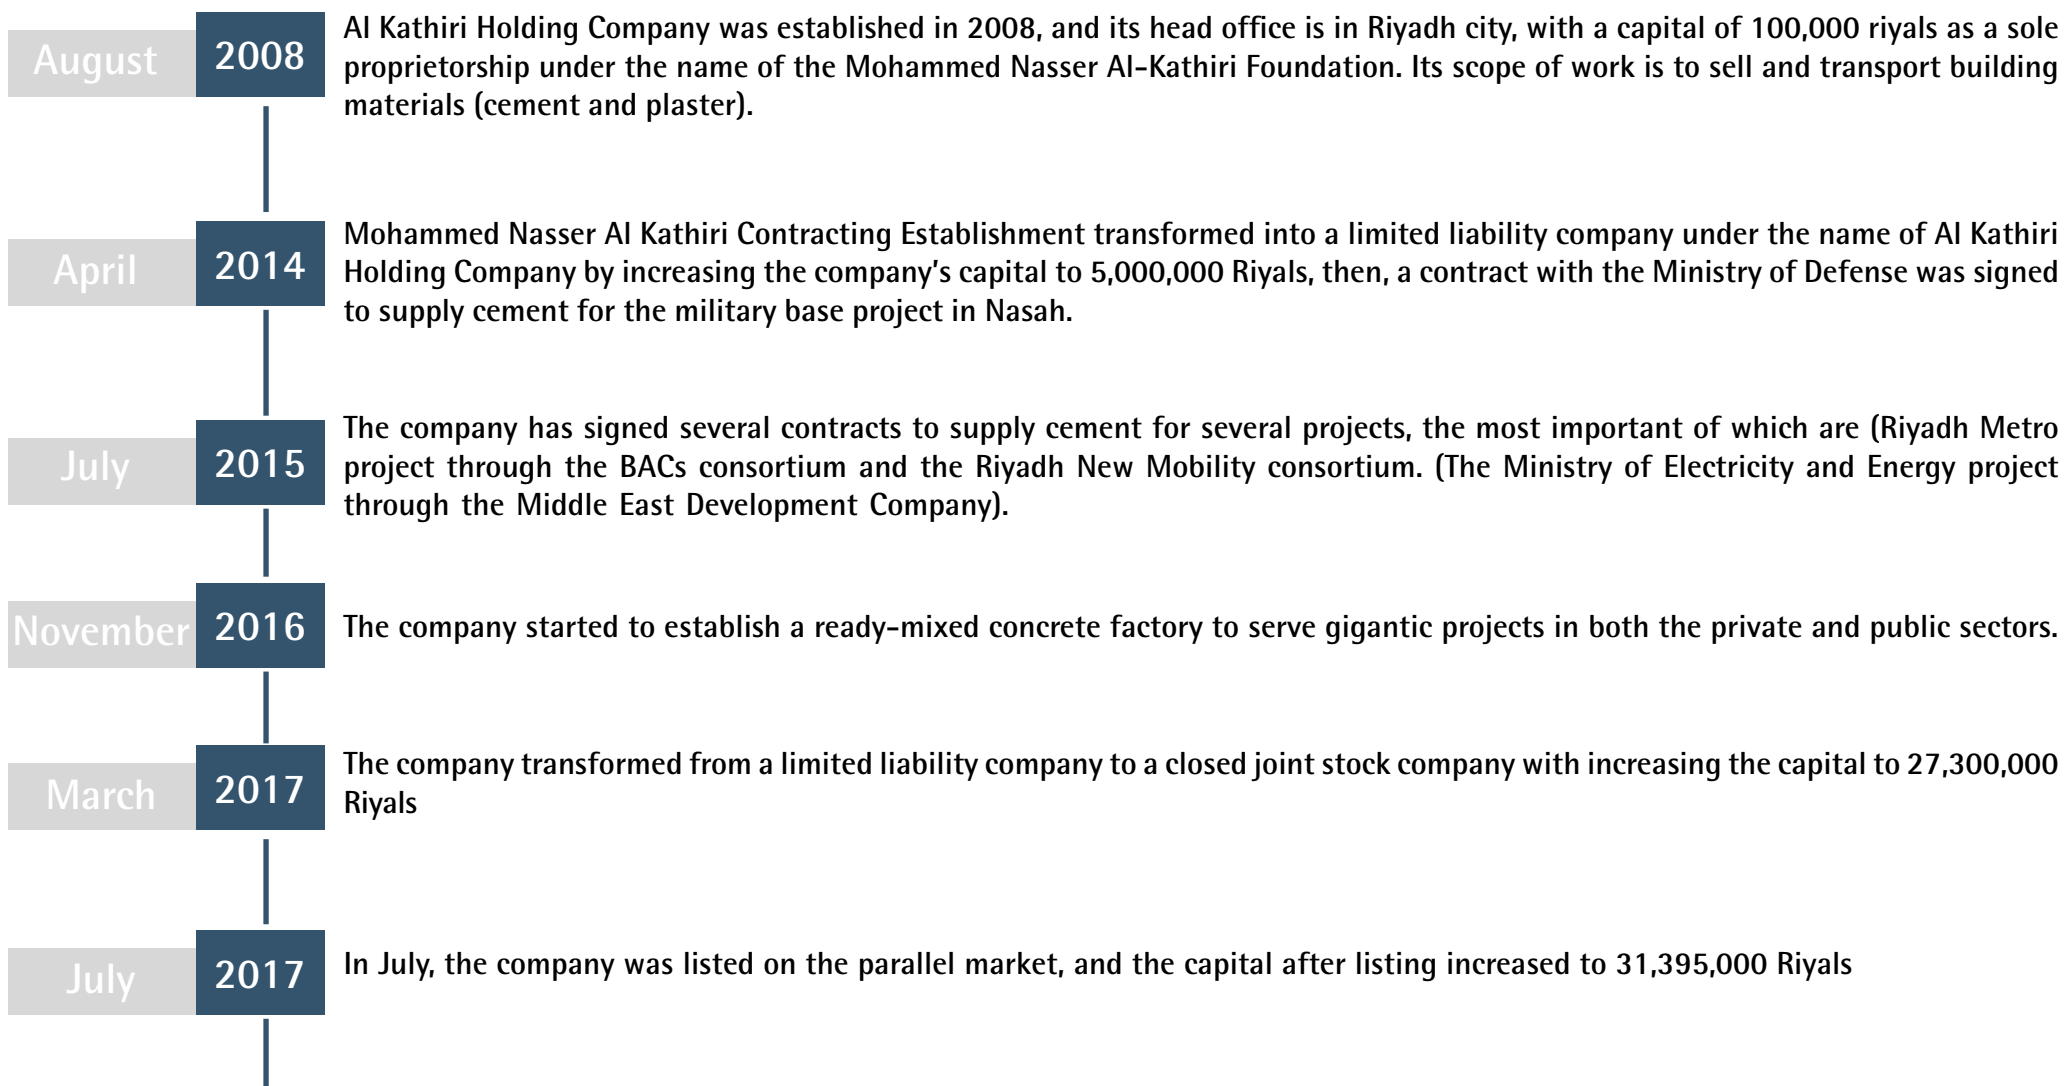 August 2008
Al Kathiri Holding Company was established in 2008, and its head office is in Riyadh city, with a capital of 100,000 riyals as a sole
proprietorship under the name of the Mohammed Nasser Al-Kathiri Foundation. Its scope of work is to sell and transport building
materials (cement and plaster).
April 2014
Mohammed Nasser Al Kathiri Contracting Establishment transformed into a limited liability company under the name of Al Kathiri
Holding Company by increasing the company's capital to 5,000,000 Riyals, then, a contract with the Ministry of Defense was signed
to supply cement for the military base project in Nasah.
July 2015
The company has signed several contracts to supply cement for several projects, the most important of which are (Riyadh Metro
project through the BACs consortium and the Riyadh New Mobility consortium. (The Ministry of Electricity and Energy project
through the Middle East Development Company).
November 2016
The company started to establish a ready-mixed concrete factory to serve gigantic projects in both the private and public sectors.
March 2017
The company transformed from a limited liability company to a closed joint stock company with increasing the capital to 27,300,000
Riyals
July 2017
In July, the company was listed on the parallel market, and the capital after listing increased to 31,395,000 Riyals